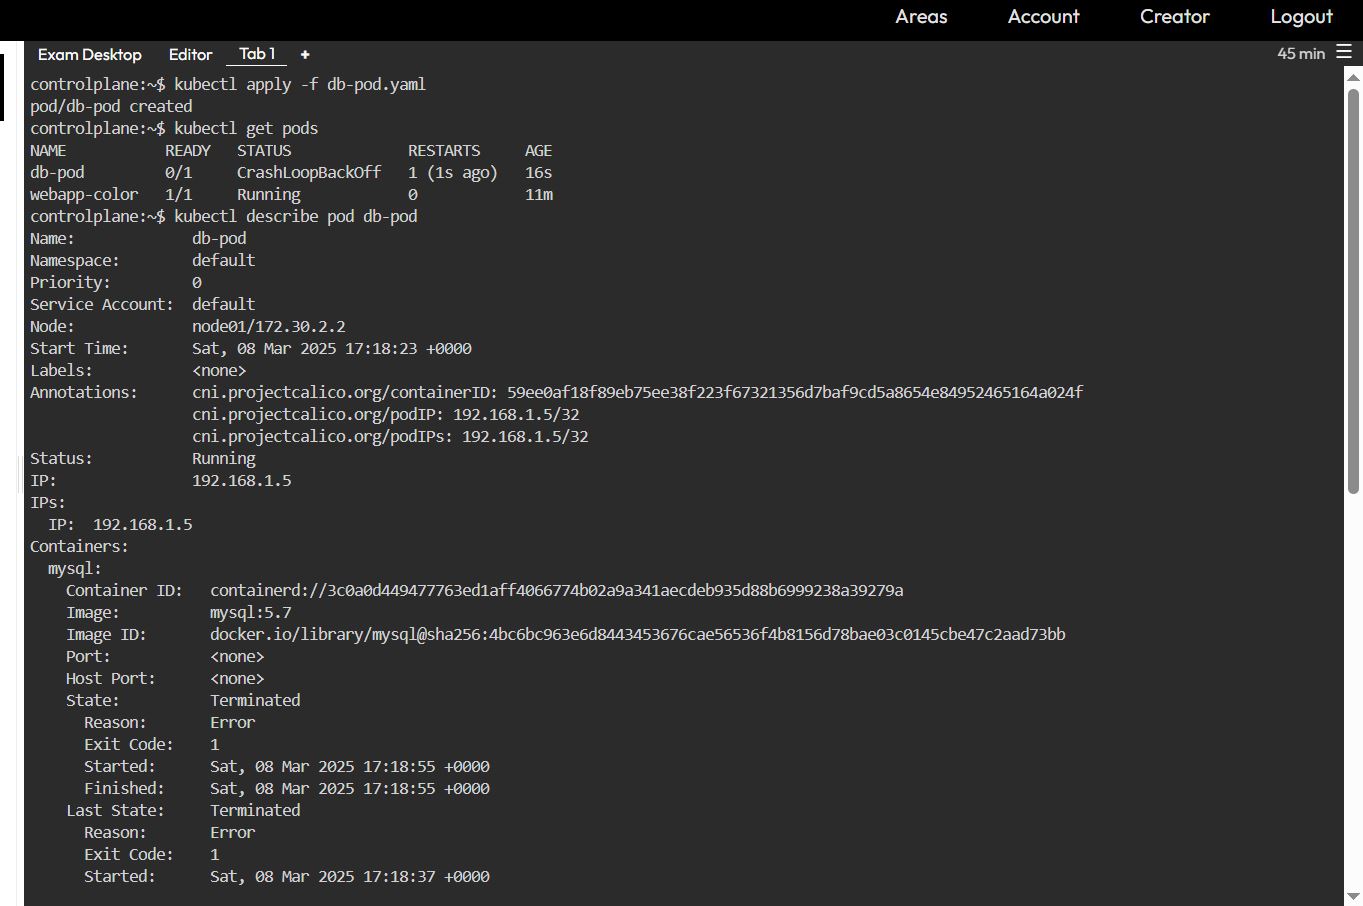 Areas Account Creator Logout
Exam Desktop Editor Tab 1 + 45 min
controlplane:~$ kubectl apply -f db-pod.yaml
pod/db-pod created
controlplane:~$ kubectl get pods
NAME READY STATUS RESTARTS AGE
db-pod 0/1 CrashLoopBackOff 1 (1s ago) 16s
webapp-color 1/1 Running 0 11m
controlplane:~$ kubectl describe pod db-pod
Name: db-pod
Namespace: default
Priority: 0
Service Account: default
Node: node01/172.30.2.2
Start Time: Sat, 08 Mar 2025 17:18:23 +0000
Labels: <none>
Annotations: cni.projectcalico.org/containerID: 59ee0af18f89eb75ee38f223f67321356d7baf9cd5a8654e84952465164a024f
cni.projectcalico.org/podIP: 192.168.1.5/32
cni.projectcalico.org/podIPs: 192.168.1.5/32
Status: Running
IP: 192.168.1.5
IPs:
IP: 192.168.1.5
Containers:
mysql:
Container ID: containerd://3c0a0d449477763ed1aff4066774b02a9a341aecdeb935d88b6999238a39279a
Image: mysql:5.7
Image ID: docker.io/library/mysql@sha256:4bc6bc963e6d8443453676cae56536f4b8156d78bae03c0145cbe47c2aad73bb
Port: <none>
Host Port: <none>
State: Terminated
Reason: Error
Exit Code: 1
Started: Sat, 08 Mar 2025 17:18:55 +0000
Finished: Sat, 08 Mar 2025 17:18:55 +0000
Last State: Terminated
Reason: Error
Exit Code: 1
Started: Sat, 08 Mar 2025 17:18:37 +0000